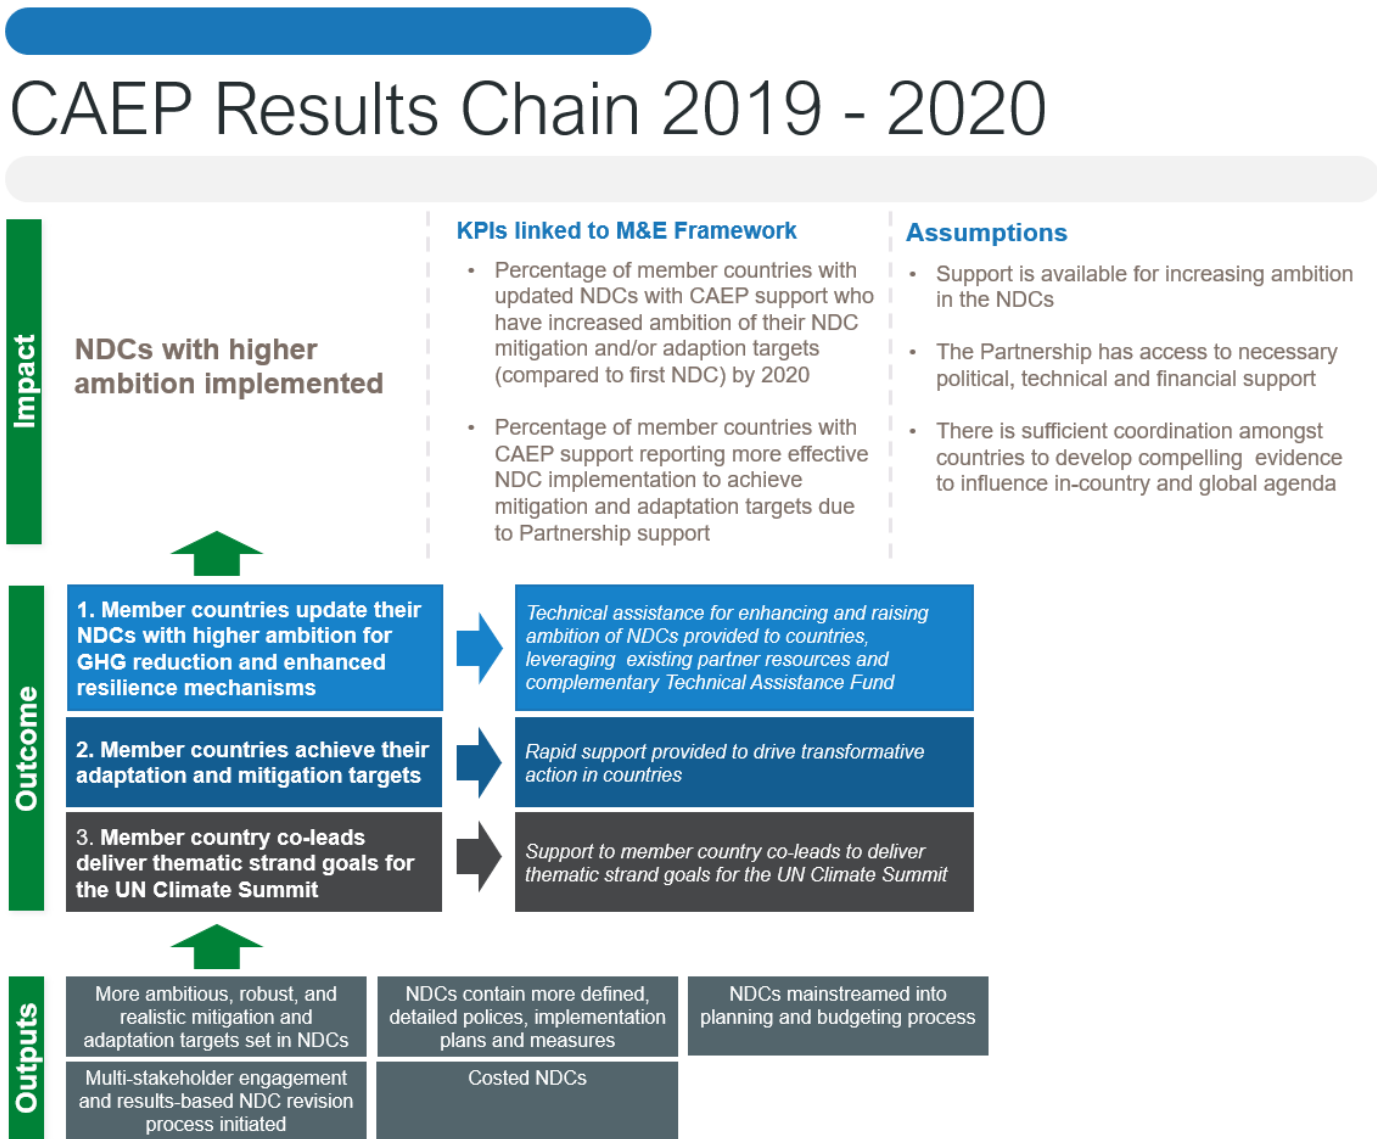 CAEP Results Chain 2019 - 2020
Impact
NDCs with higher
ambition implemented
KPIs linked to M&E Framework
• Percentage of member countries with
updated NDCs with CAEP support who
have increased ambition of their NDC
mitigation and/or adaption targets
(compared to first NDC) by 2020
• Percentage of member countries with
CAEP support reporting more effective
NDC implementation to achieve
mitigation and adaptation targets due
to Partnership support
Assumptions
• Support is available for increasing ambition
in the NDCs
• The Partnership has access to necessary
political, technical and financial support
• There is sufficient coordination amongst
countries to develop compelling evidence
to influence in-country and global agenda
Outcome
1. Member countries update their
NDCs with higher ambition for
GHG reduction and enhanced
resilience mechanisms
Technical assistance for enhancing and raising
ambition of NDCs provided to countries,
leveraging existing partner resources and
complementary Technical Assistance Fund
2. Member countries achieve their
adaptation and mitigation targets
Rapid support provided to drive transformative
action in countries
3. Member country co-leads
deliver thematic strand goals for
the UN Climate Summit
Support to member country co-leads to deliver
thematic strand goals for the UN Climate Summit
Outputs
More ambitious, robust, and
realistic mitigation and
adaptation targets set in NDCs
NDCs contain more defined,
detailed polices, implementation
plans and measures
NDCs mainstreamed into
planning and budgeting process
Multi-stakeholder engagement
and results-based NDC revision
process initiated
Costed NDCs